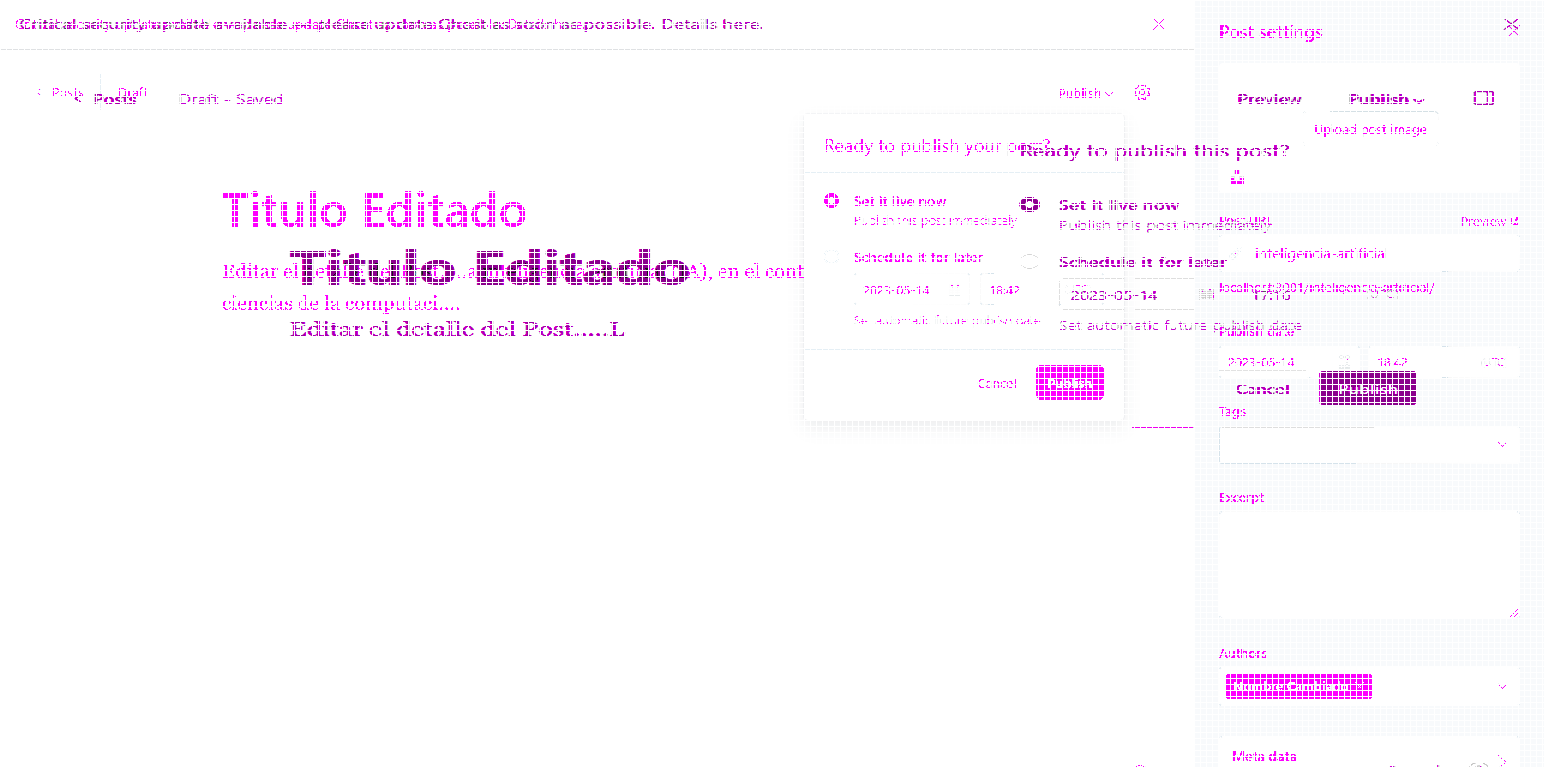 Critical security update available – please update Ghost as soon as possible. Details here.
Post settings
Posts
Draft
Publish
Posts
Draft - Saved
Preview
Publish
Upload post image
Ready to publish your post?
Ready to publish this post?
Titulo Editado
Set it live now
Publish this post immediately
Set it live now
Publish this post immediately
Post URL
Preview
inteligencia-artificia
Titulo Editado
Editar el
), en el cont
Schedule it for later
Schedule it for later
2023-05-14
18:42
2023-05-14
17:16
localhost:3001/inteligencia-artificial/
ciencias de la computaci....
Editar el detalle del Post.....L
Set automatic future publish date
Set automatic future publish date
Publish date
2023-05-14
18:42
UTC
Cancel
Publish
Cancel
Publish
Tags
Excerpt
Authors
Nombre Cambiado
Meta data